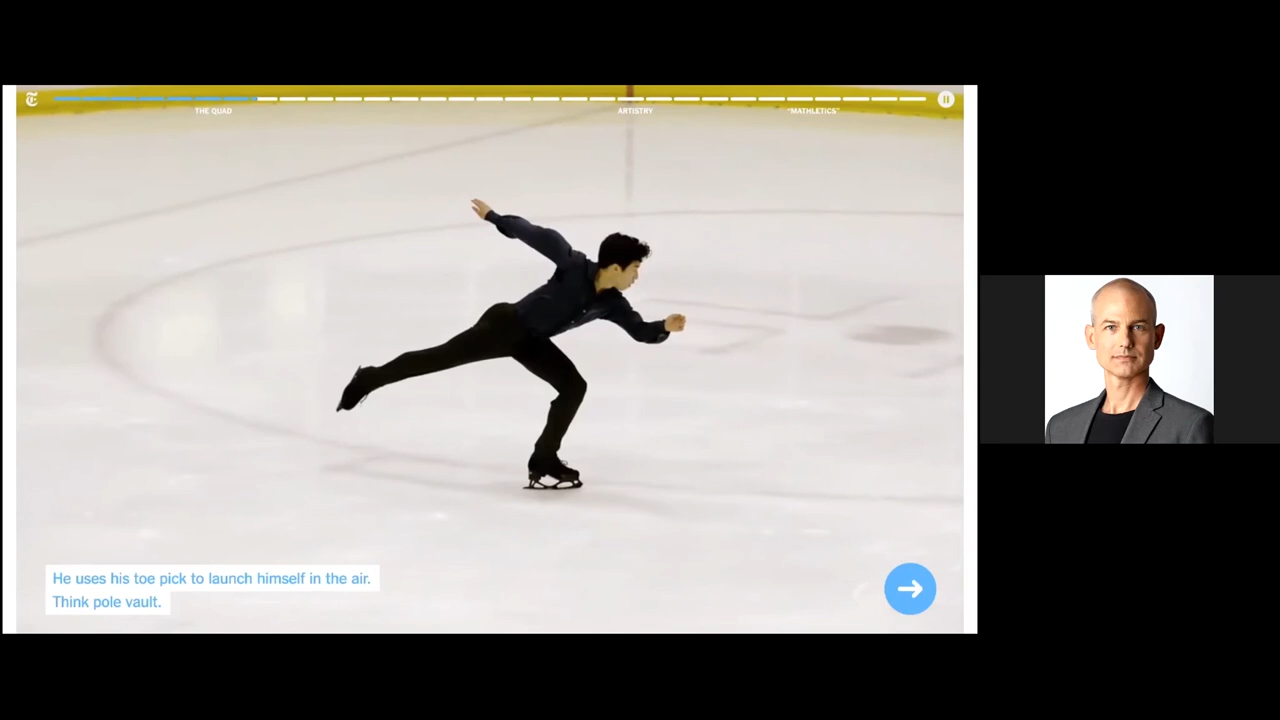 THE QUAD
ARTISTRY
"MATHLETICS"
He uses his toe pick to launch himself in the air.
Think pole vault.